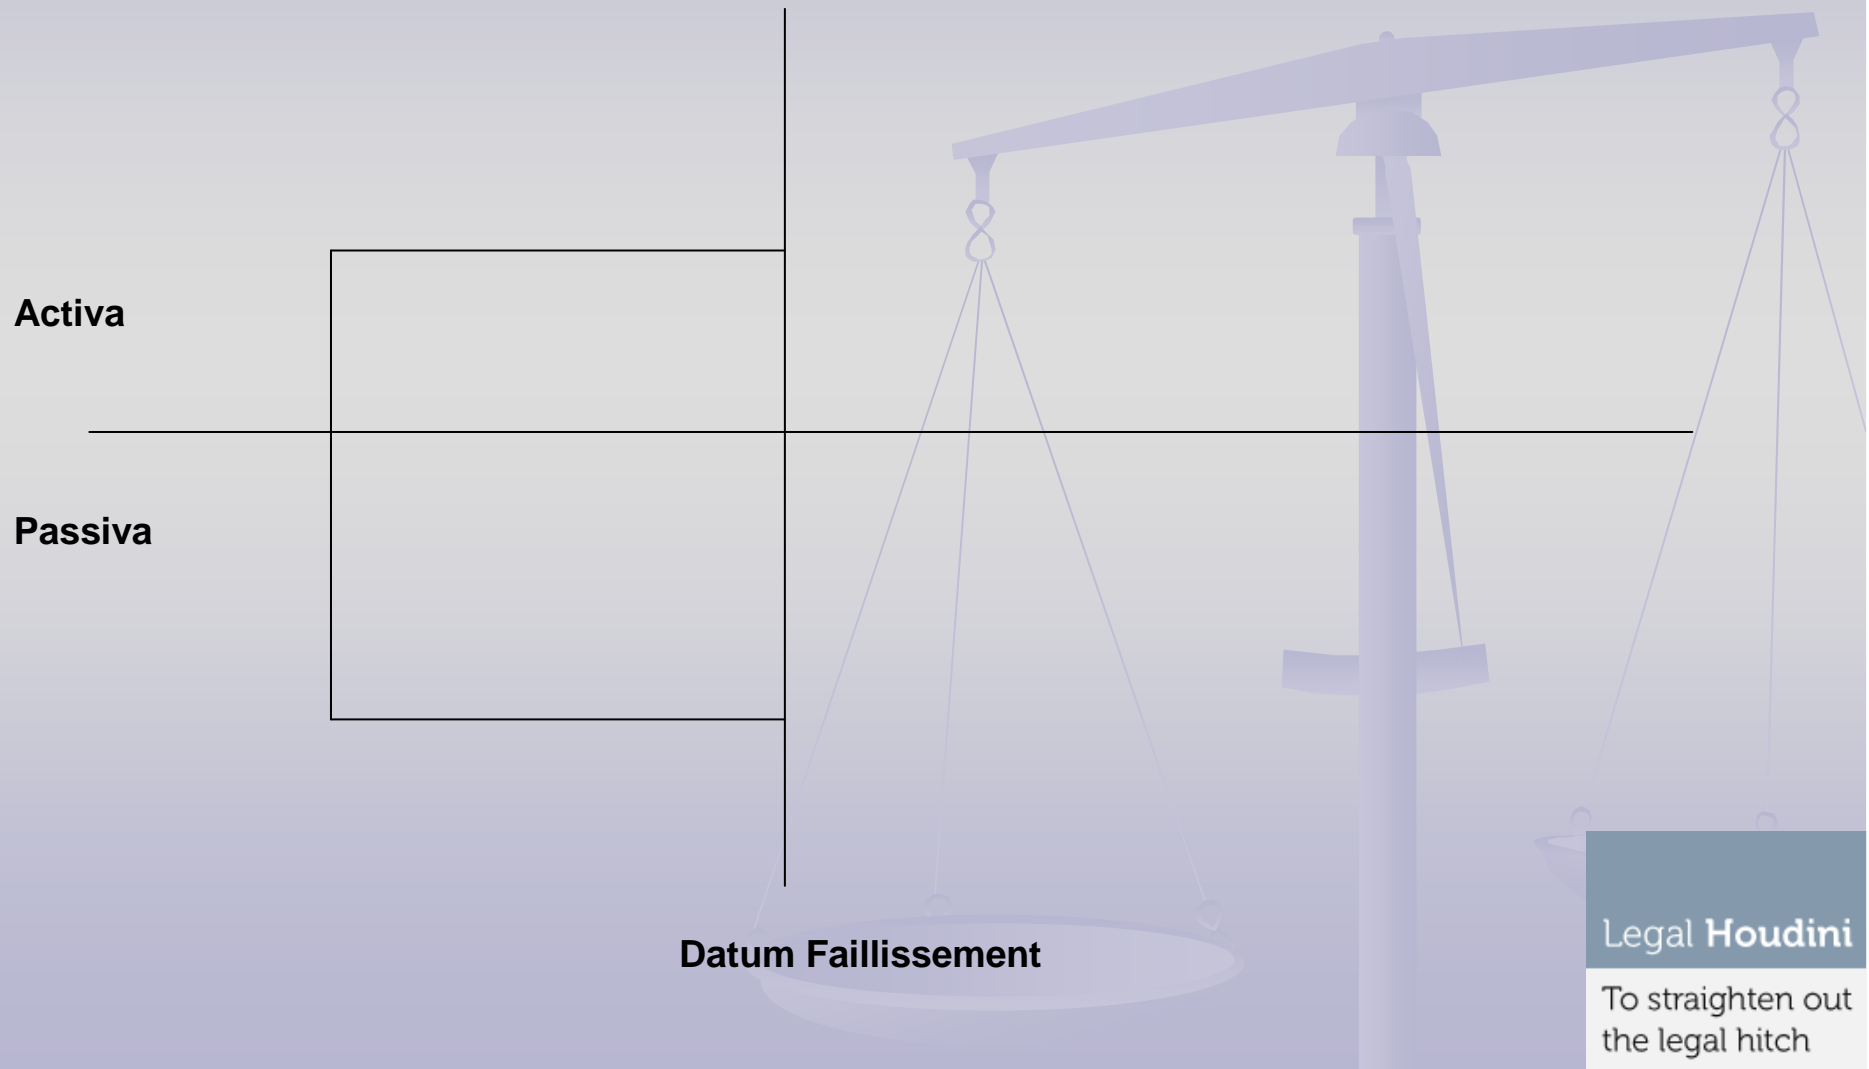 Activa
Passiva
Datum Faillissement
Legal Houdini
To straighten out
the legal hitch